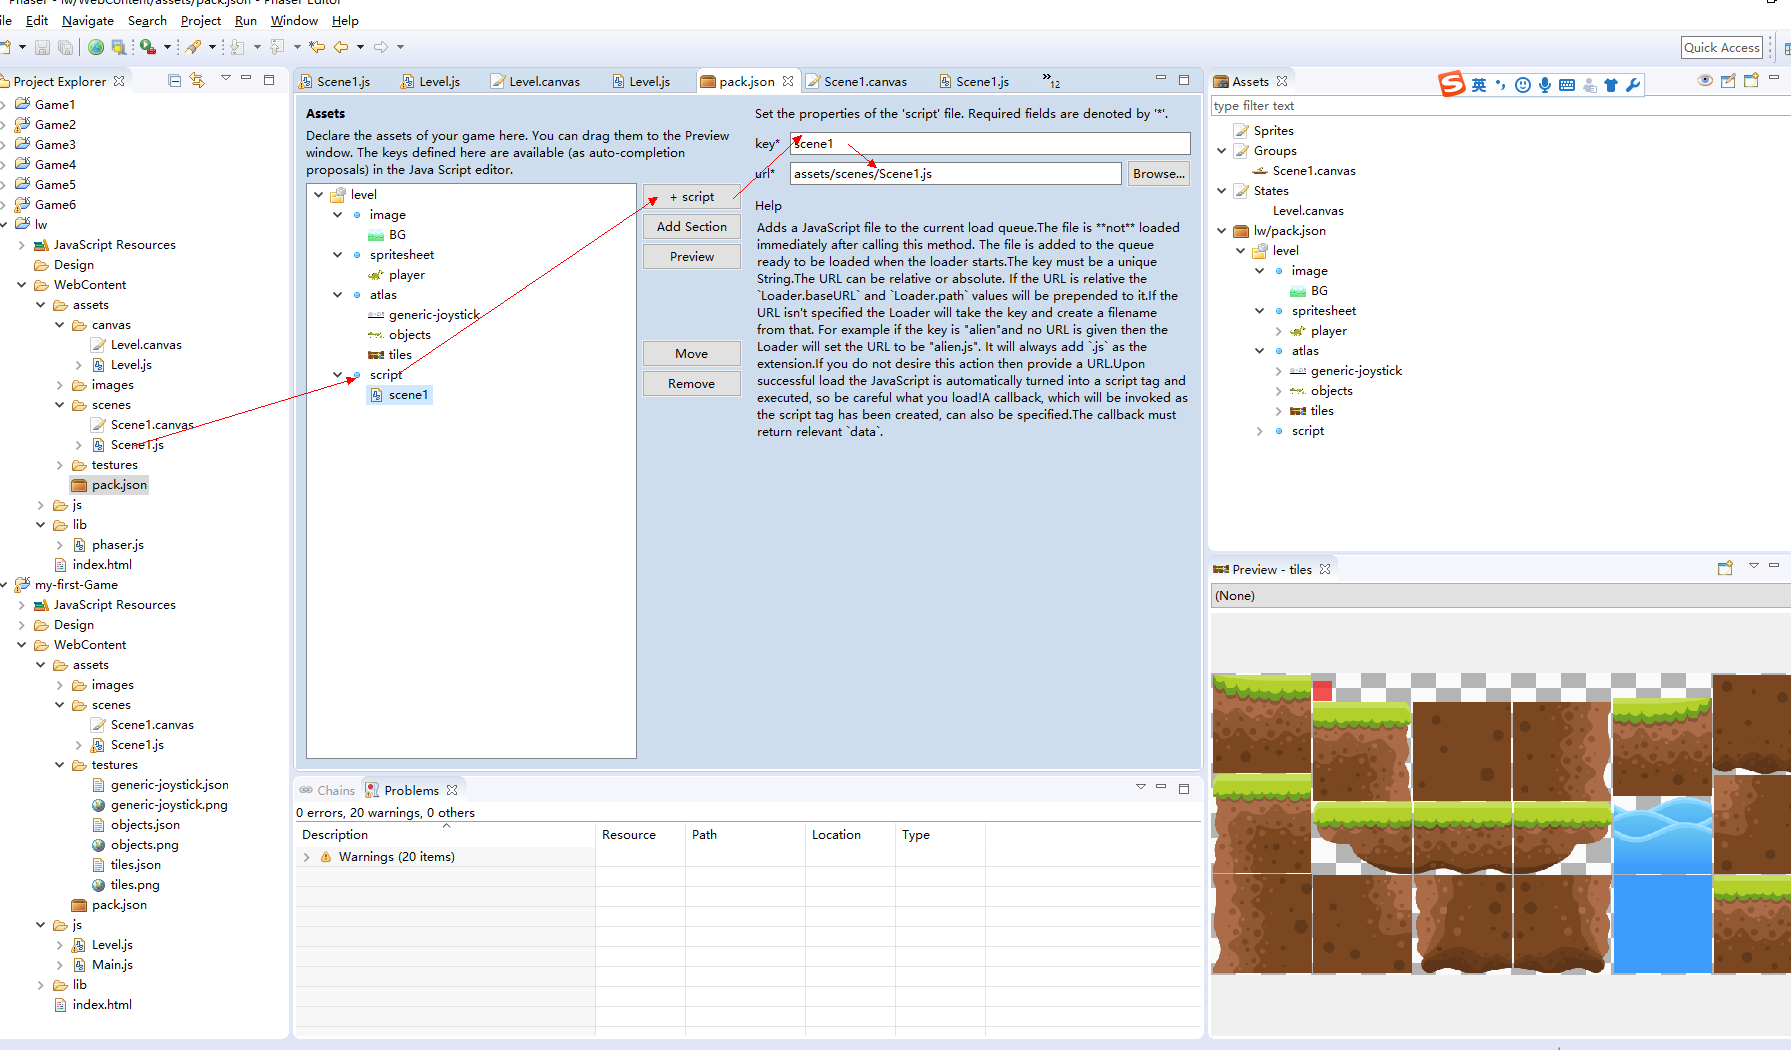 Phaser - lw/WebContent/assets/pack.json - Phaser Editor
ile Edit Navigate Search Project Run Window Help
Quick Access
Project Explorer
Game1
Game2
Game3
Game4
Game5
Game6
lw
JavaScript Resources
Design
WebContent
assets
canvas
Level.canvas
Level.js
images
scenes
Scene1.canvas
Scene1.js
testures
pack.json
js
lib
phaser.js
index.html
my-first-Game
JavaScript Resources
Design
WebContent
assets
images
scenes
Scene1.canvas
Scene1.js
testures
generic-joystick.json
generic-joystick.png
objects.json
objects.png
tiles.json
tiles.png
pack.json
js
Level.js
Main.js
lib
index.html
Scene1.js Level.js Level.canvas Level.js pack.json Scene1.canvas Scene1.js »12
Assets
Declare the assets of your game here. You can drag them to the Preview
window. The keys defined here are available (as auto-completion
proposals) in the Java Script editor.
level
image
BG
spritesheet
player
atlas
generic-joystick
objects
tiles
script
scene1
+ script
Add Section
Preview
Move
Remove
Set the properties of the 'script' file. Required fields are denoted by '*'.
key* scene1
url* assets/scenes/Scene1.js Browse...
Help
Adds a JavaScript file to the current load queue.The file is **not** loaded
immediately after calling this method. The file is added to the queue
ready to be loaded when the loader starts.The key must be a unique
String.The URL can be relative or absolute. If the URL is relative the
`Loader.baseURL` and `Loader.path` values will be prepended to it.If the
URL isn't specified the Loader will take the key and create a filename
from that. For example if the key is "alien"and no URL is given then the
Loader will set the URL to be "alien.js". It will always add `.js` as the
extension.If you do not desire this action then provide a URL.Upon
successful load the JavaScript is automatically turned into a script tag and
executed, so be careful what you load!A callback, which will be invoked as
the script tag has been created, can also be specified.The callback must
return relevant `data`.
Chains Problems
0 errors, 20 warnings, 0 others
Description Resource Path Location Type
Warnings (20 items)
Assets
S 英
type filter text
Sprites
Groups
Scene1.canvas
States
Level.canvas
lw/pack.json
level
image
BG
spritesheet
player
atlas
generic-joystick
objects
tiles
script
Preview - tiles
(None)